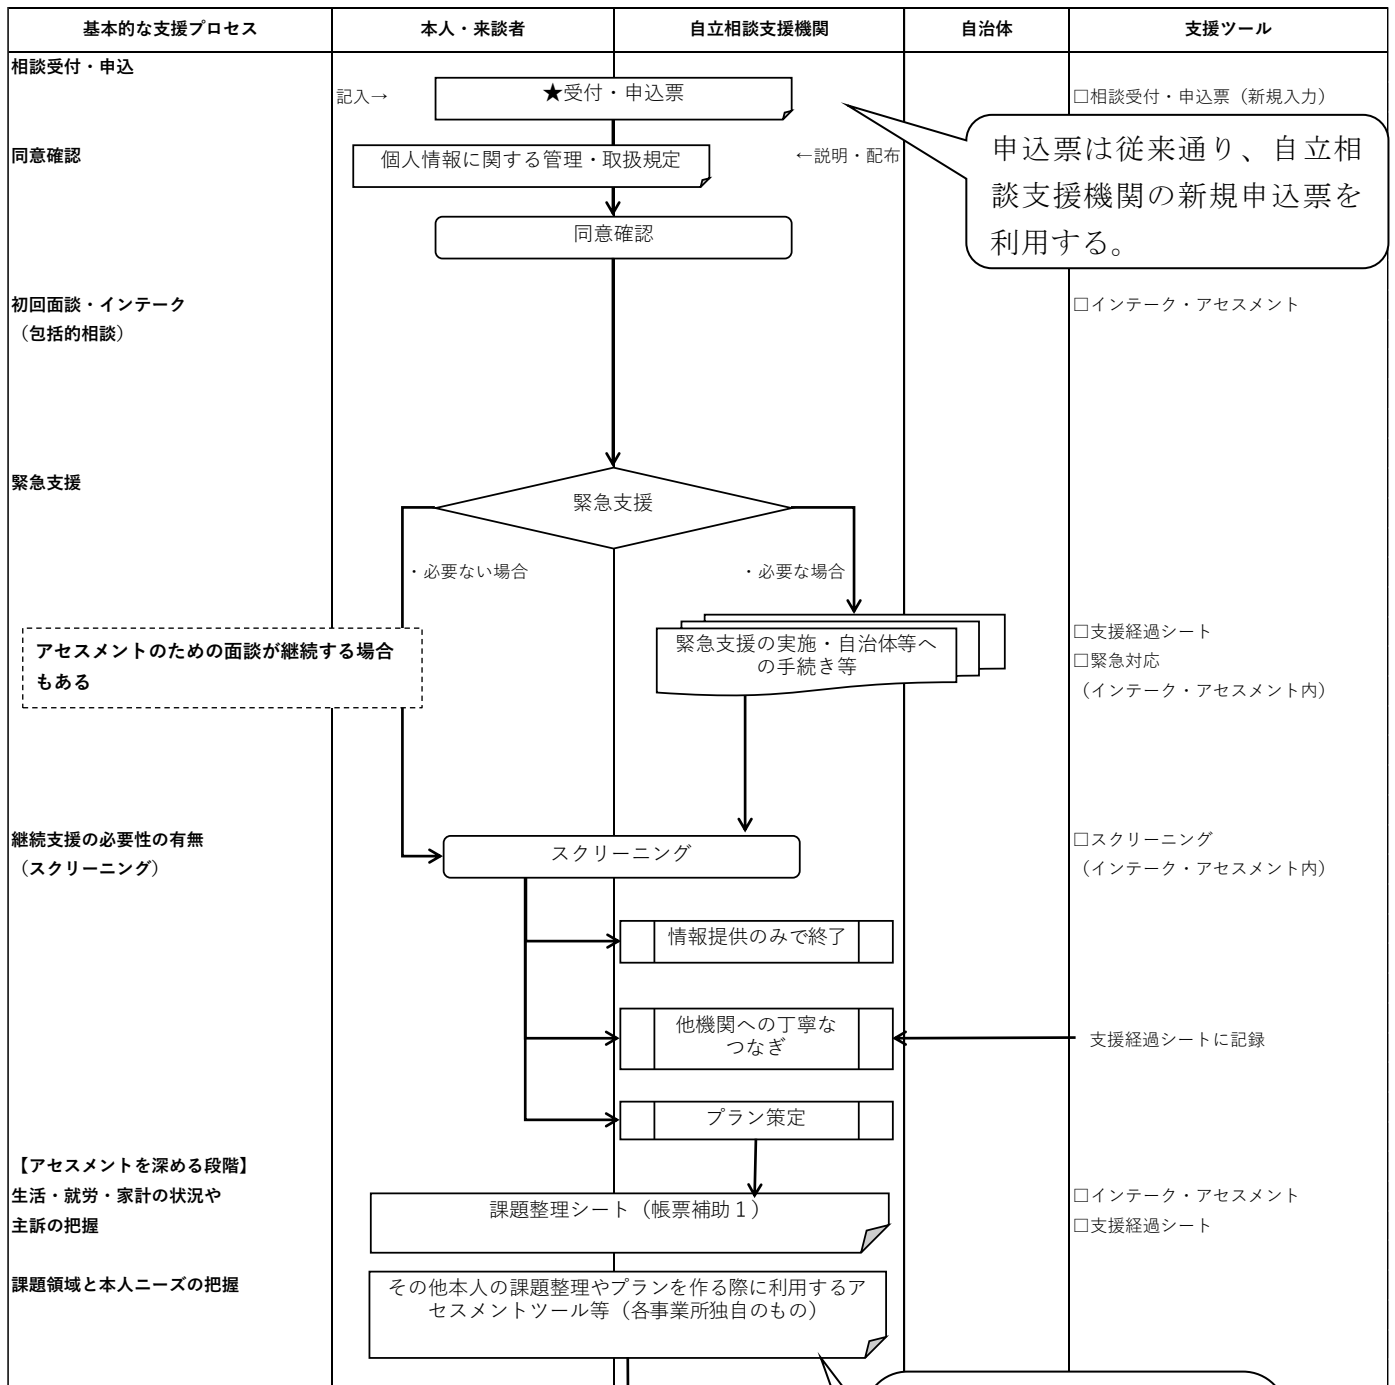 基本的な支援プロセス
本人・来談者
自立相談支援機関
自治体
支援ツール
相談受付・申込
記入→
★受付・申込票
□相談受付・申込票（新規入力）
申込票は従来通り、自立相
談支援機関の新規申込票を
利用する。
同意確認
個人情報に関する管理・取扱規定
←説明・配布
同意確認
初回面談・インテーク
（包括的相談）
□インテーク・アセスメント
緊急支援
緊急支援
・必要ない場合
・必要な場合
アセスメントのための面談が継続する場合
もある
緊急支援の実施・自治体等へ
の手続き等
□支援経過シート
□緊急対応
（インテーク・アセスメント内）
継続支援の必要性の有無
（スクリーニング）
スクリーニング
□スクリーニング
（インテーク・アセスメント内）
情報提供のみで終了
他機関への丁寧な
つなぎ
支援経過シートに記録
プラン策定
【アセスメントを深める段階】
生活・就労・家計の状況や
主訴の把握
課題整理シート（帳票補助１）
□インテーク・アセスメント
□支援経過シート
課題領域と本人ニーズの把握
その他本人の課題整理やプランを作る際に利用するア
セスメントツール等（各事業所独自のもの）